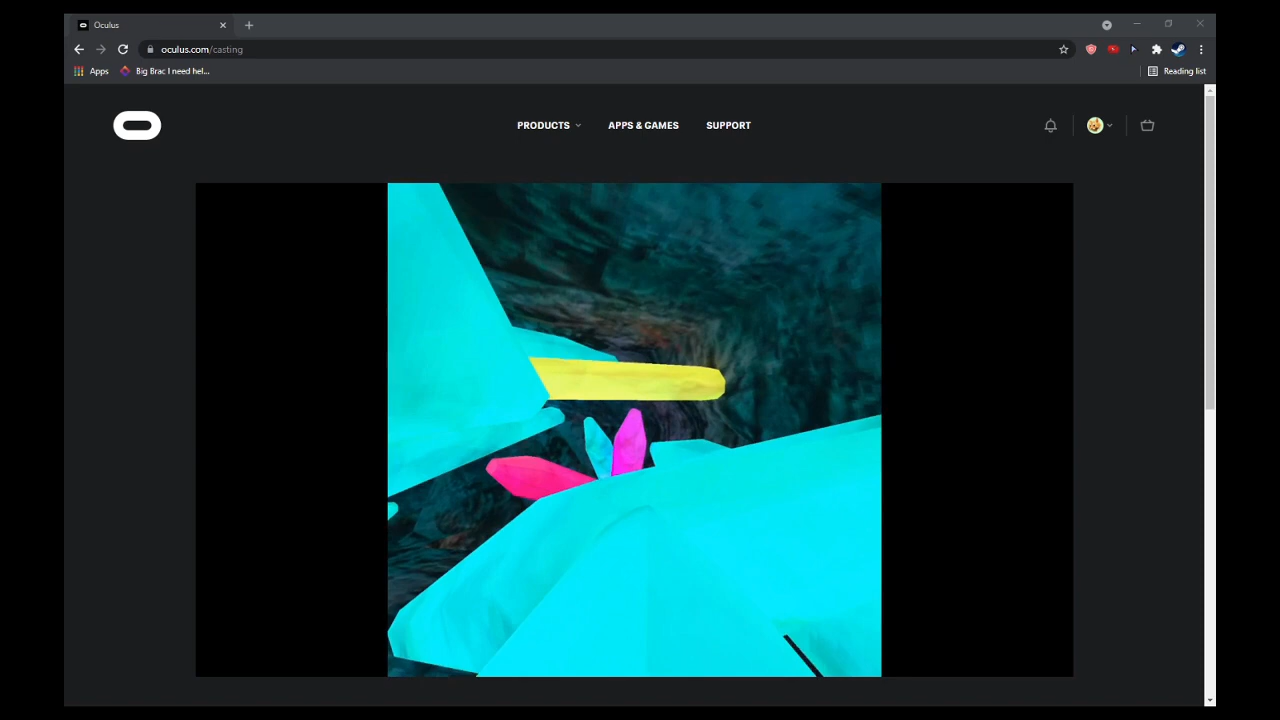 Oculus
oculus.com/casting
Apps
Big Brac I need hel...
Reading list
PRODUCTS
APPS & GAMES
SUPPORT